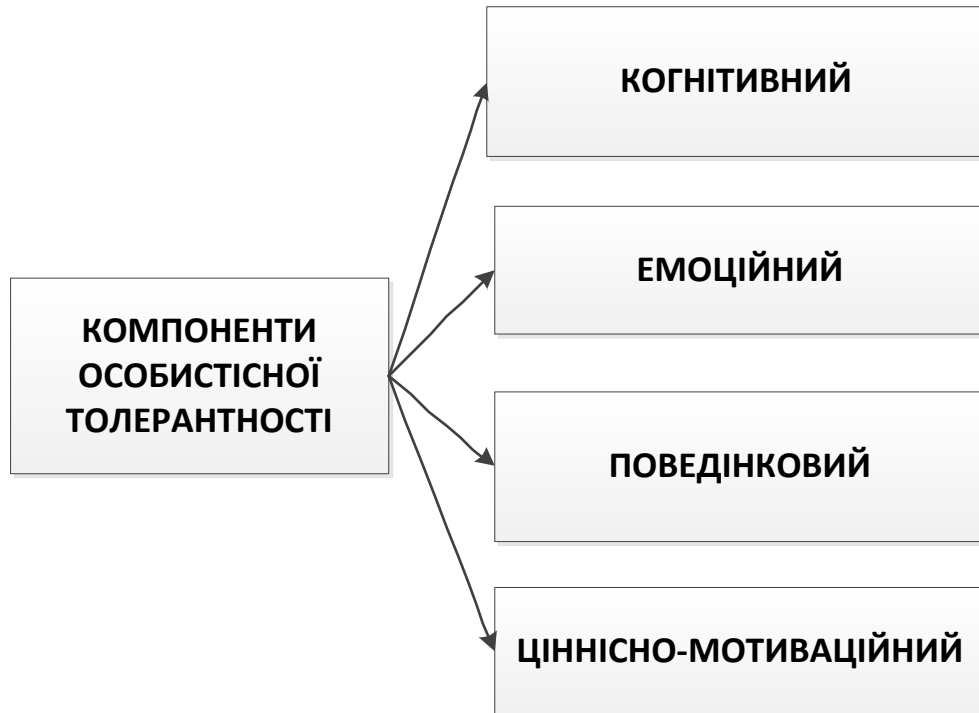 КОМПОНЕНТИ
ОСОБИСТІСНОЇ
ТОЛЕРАНТНОСТІ
КОГНІТИВНИЙ
ЕМОЦІЙНИЙ
ПОВЕДІНКОВИЙ
ЦІННІСНО-МОТИВАЦІЙНИЙ